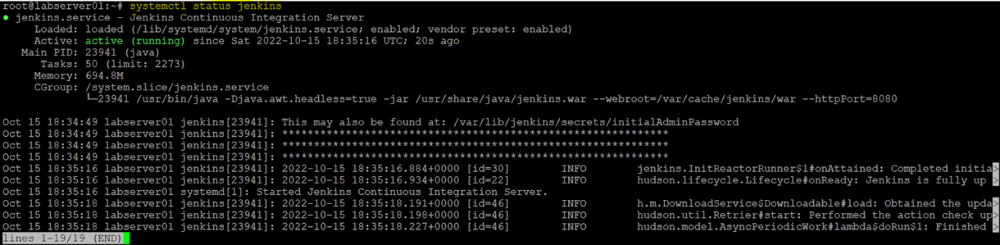 root@labserver01:~# systemctl status jenkins
● jenkins.service - Jenkins Continuous Integration Server
Loaded: loaded (/lib/systemd/system/jenkins.service; enabled; vendor preset: enabled)
Active: active (running) since Sat 2022-10-15 18:35:16 UTC; 20s ago
Main PID: 23941 (java)
Tasks: 50 (limit: 2273)
Memory: 694.8M
CGroup: /system.slice/jenkins.service
└─23941 /usr/bin/java -Djava.awt.headless=true -jar /usr/share/java/jenkins.war --webroot=/var/cache/jenkins/war --httpPort=8080
Oct 15 18:34:49 labserver01 jenkins[23941]: This may also be found at: /var/lib/jenkins/secrets/initialAdminPassword
Oct 15 18:34:49 labserver01 jenkins[23941]: *************************************************************
Oct 15 18:34:49 labserver01 jenkins[23941]: *************************************************************
Oct 15 18:34:49 labserver01 jenkins[23941]: *************************************************************
Oct 15 18:35:16 labserver01 jenkins[23941]: 2022-10-15 18:35:16.884+0000 [id=30] INFO jenkins.InitReactorRunner$1#onAttained: Completed initia>
Oct 15 18:35:16 labserver01 jenkins[23941]: 2022-10-15 18:35:16.934+0000 [id=22] INFO hudson.lifecycle.Lifecycle#onReady: Jenkins is fully up >
Oct 15 18:35:16 labserver01 systemd[1]: Started Jenkins Continuous Integration Server.
Oct 15 18:35:18 labserver01 jenkins[23941]: 2022-10-15 18:35:18.191+0000 [id=46] INFO h.m.DownloadService$Downloadable#load: Obtained the upda>
Oct 15 18:35:18 labserver01 jenkins[23941]: 2022-10-15 18:35:18.198+0000 [id=46] INFO hudson.util.Retrier#start: Performed the action check up>
Oct 15 18:35:18 labserver01 jenkins[23941]: 2022-10-15 18:35:18.227+0000 [id=46] INFO hudson.model.AsyncPeriodicWork#lambda$doRun$1: Finished >
lines 1-19/19 (END)